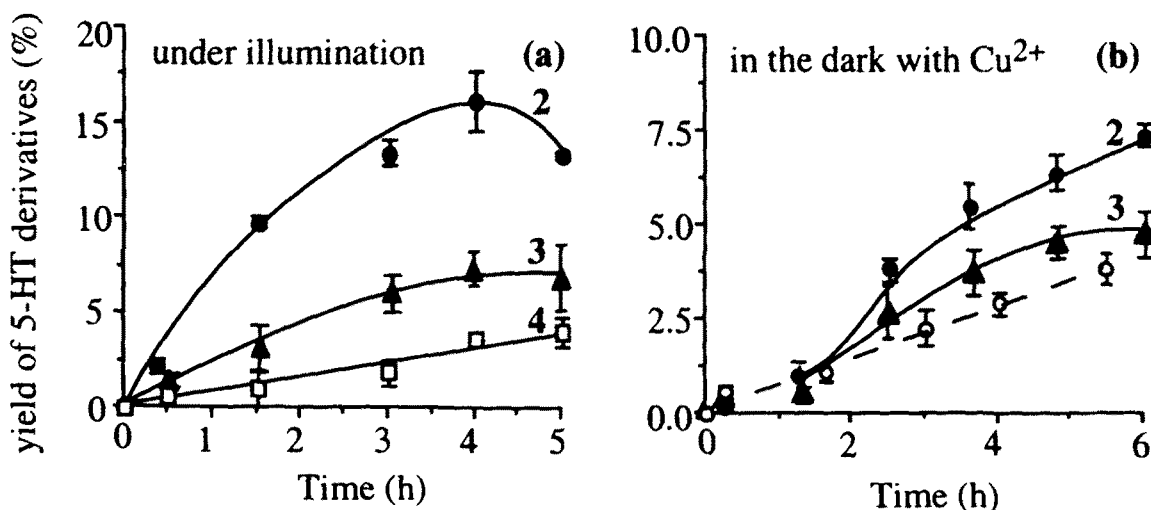 yield of 5-HT derivatives (%)
20
15
10
5
0
under illumination
(a)
2
3
4
0 1 2 3 4 5
Time (h)
10.0
7.5
5.0
2.5
0.0
in the dark with Cu²⁺
(b)
2
3
0 2 4 6
Time (h)